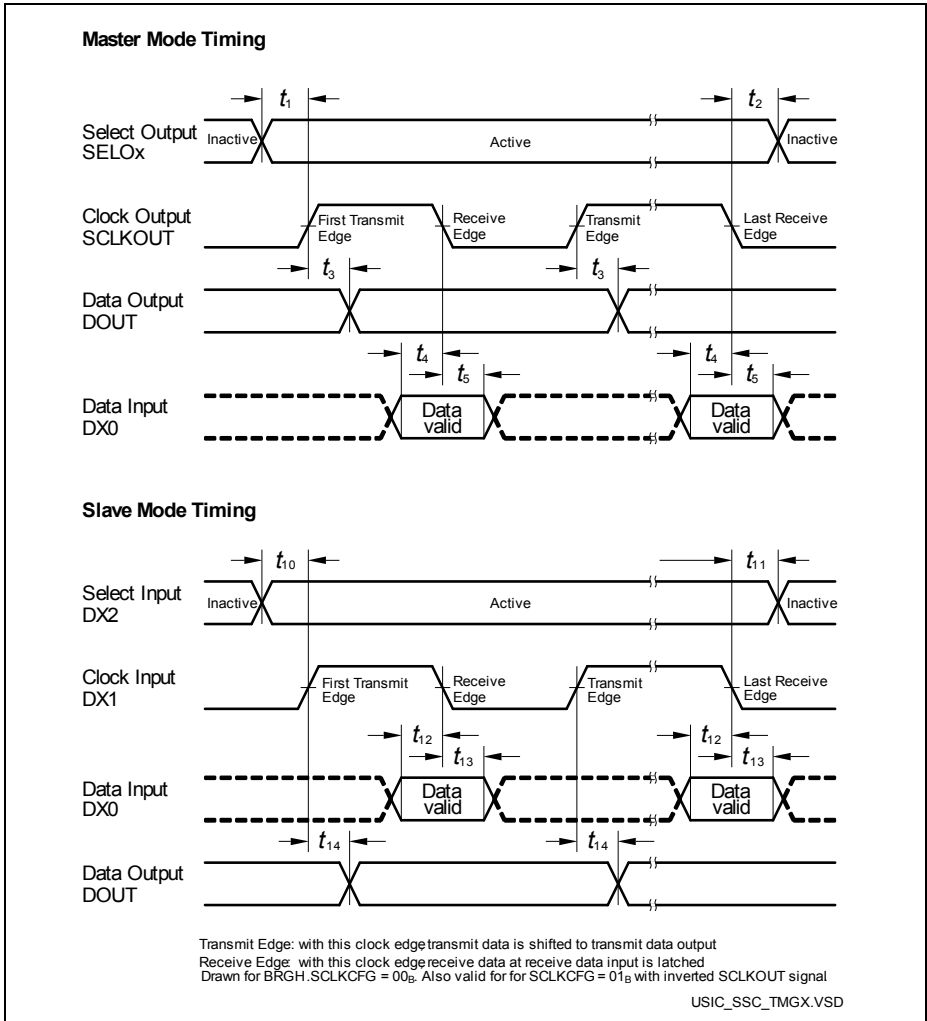 Master Mode Timing
t1
t2
Select Output
SELOx
Inactive
Active
Inactive
Clock Output
SCLKOUT
First Transmit
Edge
Receive
Edge
Transmit
Edge
Last Receive
Edge
t3
t3
Data Output
DOUT
t4
t5
t4
t5
Data Input
DX0
Data
valid
Data
valid
Slave Mode Timing
t10
t11
Select Input
DX2
Inactive
Active
Inactive
Clock Input
DX1
First Transmit
Edge
Receive
Edge
Transmit
Edge
Last Receive
Edge
t12
t13
t12
t13
Data Input
DX0
Data
valid
Data
valid
t14
t14
Data Output
DOUT
Transmit Edge: with this clock edge,transmit data is shifted to transmit data output
Receive Edge: with this clock edge,receive data at receive data input is latched
Drawn for BRGH.SCLKCFG = 00B. Also valid for for SCLKCFG = 01B with inverted SCLKOUT signal.
USIC_SSC_TMGX.VSD